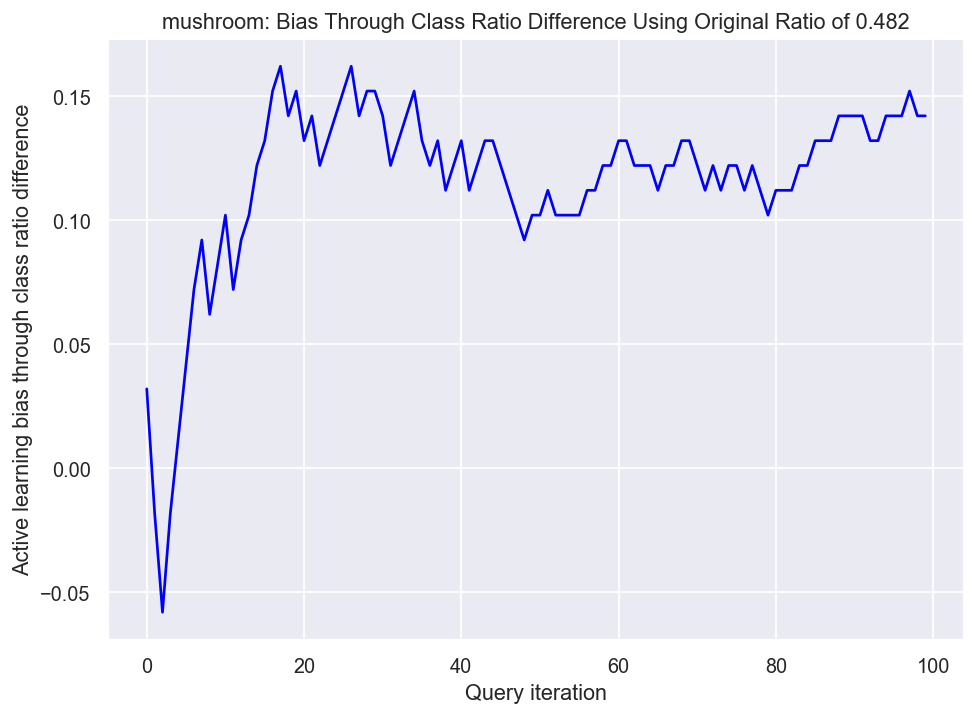 mushroom: Bias Through Class Ratio Difference Using Original Ratio of 0.482
Active learning bias through class ratio difference
0.15
0.10
0.05
0.00
−0.05
0 20 40 60 80 100
Query iteration